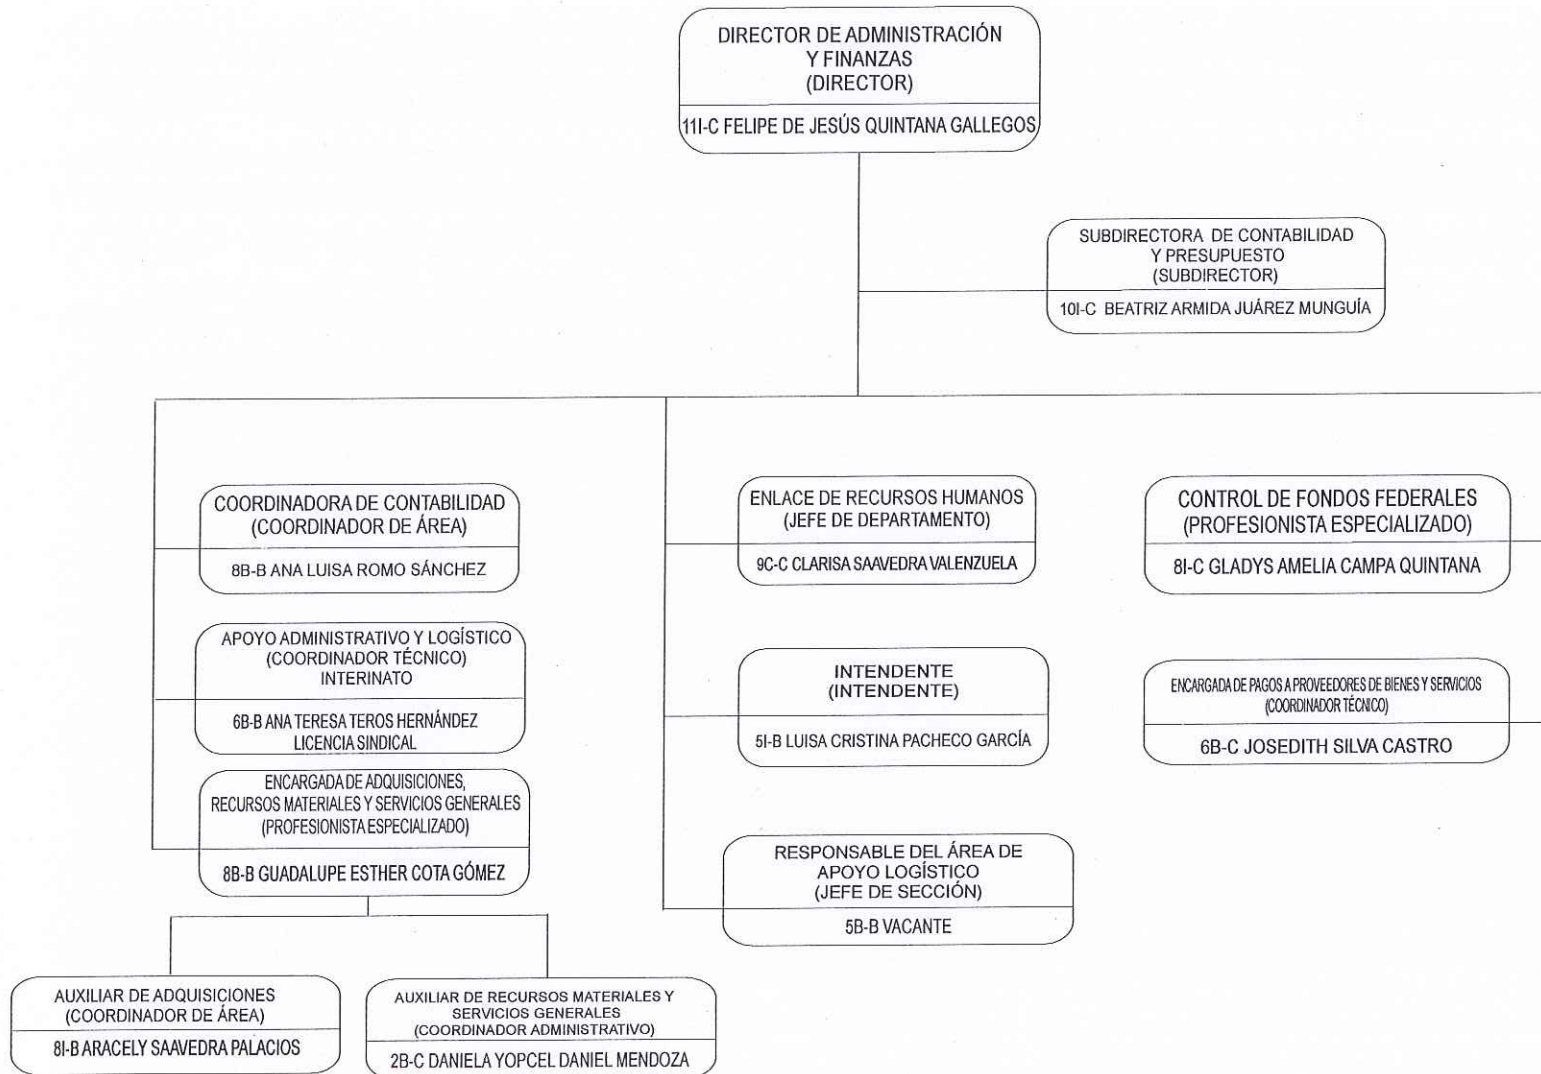 DIRECTOR DE ADMINISTRACIÓN
Y FINANZAS
(DIRECTOR)
11I-C FELIPE DE JESÚS QUINTANA GALLEGOS
SUBDIRECTORA DE CONTABILIDAD
Y PRESUPUESTO
(SUBDIRECTOR)
10I-C BEATRIZ ARMIDA JUÁREZ MUNGUÍA
COORDINADORA DE CONTABILIDAD
(COORDINADOR DE ÁREA)
8B-B ANA LUISA ROMO SÁNCHEZ
APOYO ADMINISTRATIVO Y LOGÍSTICO
(COORDINADOR TÉCNICO)
INTERINATO
6B-B ANA TERESA TEROS HERNÁNDEZ
LICENCIA SINDICAL
ENCARGADA DE ADQUISICIONES,
RECURSOS MATERIALES Y SERVICIOS GENERALES
(PROFESIONISTA ESPECIALIZADO)
8B-B GUADALUPE ESTHER COTA GÓMEZ
AUXILIAR DE ADQUISICIONES
(COORDINADOR DE ÁREA)
8I-B ARACELY SAAVEDRA PALACIOS
AUXILIAR DE RECURSOS MATERIALES Y
SERVICIOS GENERALES
(COORDINADOR ADMINISTRATIVO)
2B-C DANIELA YOPCEL DANIEL MENDOZA
ENLACE DE RECURSOS HUMANOS
(JEFE DE DEPARTAMENTO)
9C-C CLARISA SAAVEDRA VALENZUELA
INTENDENTE
(INTENDENTE)
5I-B LUISA CRISTINA PACHECO GARCÍA
RESPONSABLE DEL ÁREA DE
APOYO LOGÍSTICO
(JEFE DE SECCIÓN)
5B-B VACANTE
CONTROL DE FONDOS FEDERALES
(PROFESIONISTA ESPECIALIZADO)
8I-C GLADYS AMELIA CAMPA QUINTANA
ENCARGADA DE PAGOS A PROVEEDORES DE BIENES Y SERVICIOS
(COORDINADOR TÉCNICO)
6B-C JOSEDITH SILVA CASTRO